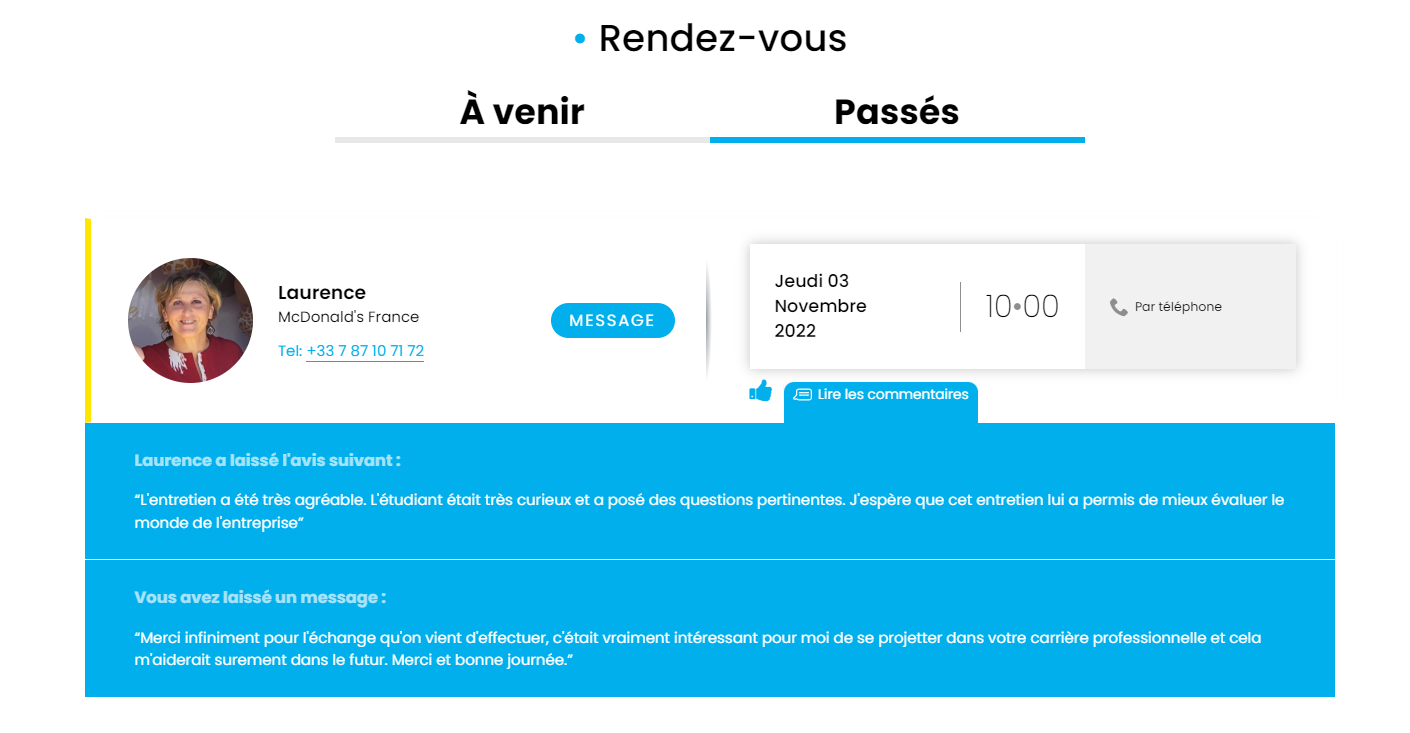 • Rendez-vous
À venir
Passés
Laurence
McDonald's France
Tel: +33 7 87 10 71 72
MESSAGE
Jeudi 03
Novembre
2022
10•00
Par téléphone
Lire les commentaires
Laurence a laissé l'avis suivant :
“L'entretien a été très agréable. L'étudiant était très curieux et a posé des questions pertinentes. J'espère que cet entretien lui a permis de mieux évaluer le
monde de l'entreprise“
Vous avez laissé un message :
“Merci infiniment pour l'échange qu'on vient d'effectuer, c'était vraiment intéressant pour moi de se projetter dans votre carrière professionnelle et cela
m'aiderait surement dans le futur. Merci et bonne journée.“